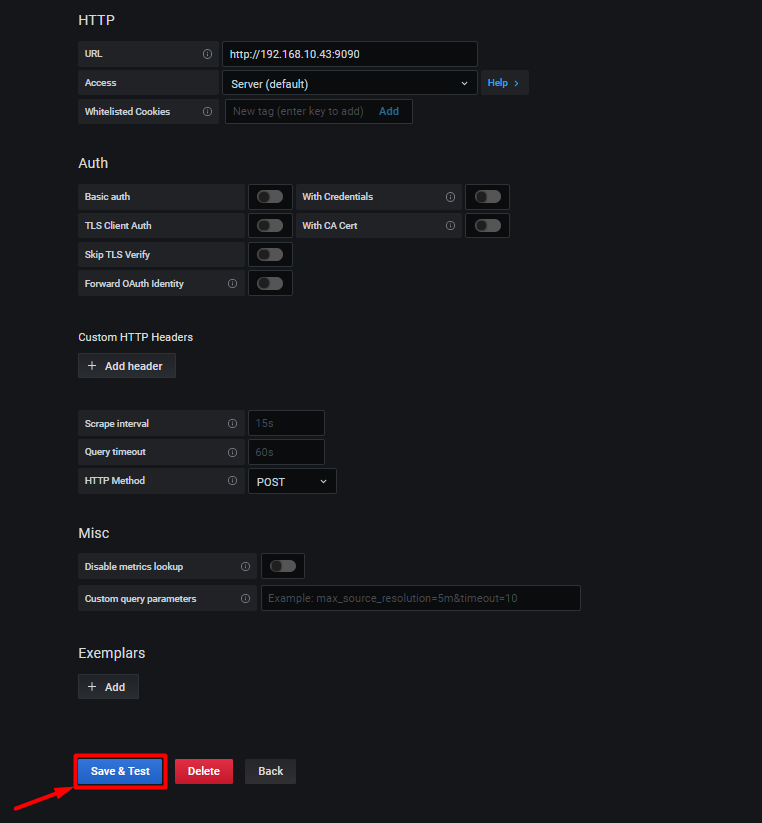 HTTP
URL http://192.168.10.43:9090
Access Server (default) Help >
Whitelisted Cookies New tag (enter key to add) Add
Auth
Basic auth With Credentials
TLS Client Auth With CA Cert
Skip TLS Verify
Forward OAuth Identity
Custom HTTP Headers
+ Add header
Scrape interval 15s
Query timeout 60s
HTTP Method POST
Misc
Disable metrics lookup
Custom query parameters Example: max_source_resolution=5m&timeout=10
Exemplars
+ Add
Save & Test Delete Back